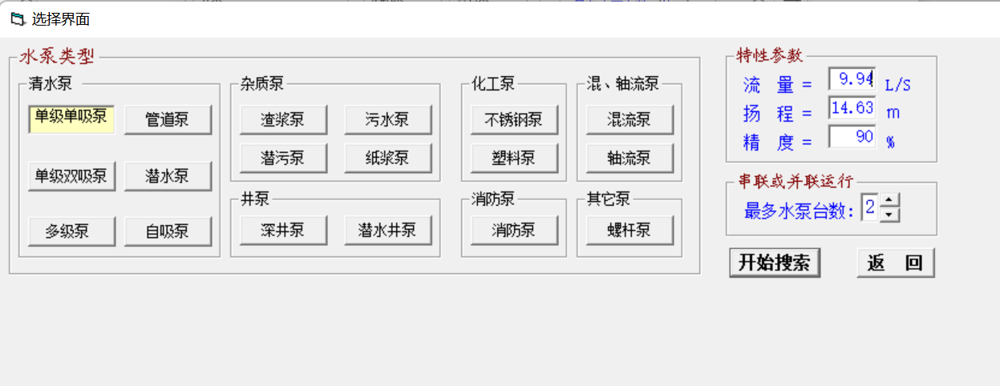 选择界面
水泵类型
清水泵 杂质泵 化工泵 混、轴流泵
单级单吸泵 管道泵 渣浆泵 污水泵 不锈钢泵 混流泵
潜污泵 纸浆泵 塑料泵 轴流泵
单级双吸泵 潜水泵
井泵 消防泵 其它泵
多级泵 自吸泵 深井泵 潜水井泵 消防泵 螺杆泵
特性参数
流 量 = 9.94 L/S
扬 程 = 14.63 m
精 度 = 90 %
串联或并联运行
最多水泵台数: 2
开始搜索 返 回